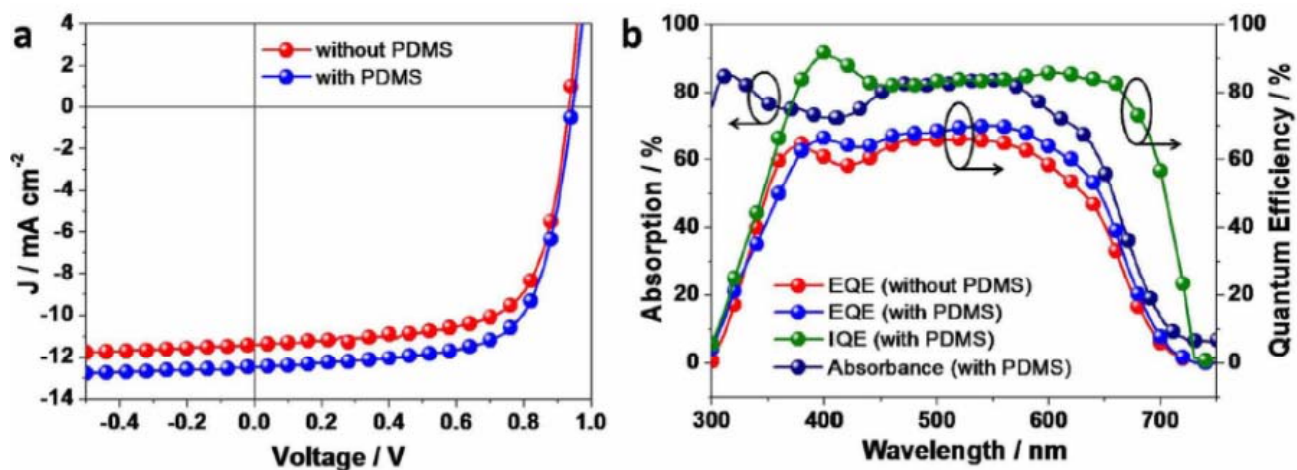 a
4
2
0
-2
-4
-6
-8
-10
-12
-14
J / mA cm⁻²
without PDMS
with PDMS
-0.4 -0.2 0.0 0.2 0.4 0.6 0.8 1.0
Voltage / V
b
100
80
60
40
20
0
Absorption / %
EQE (without PDMS)
EQE (with PDMS)
IQE (with PDMS)
Absorbance (with PDMS)
300 400 500 600 700
Wavelength / nm
100
80
60
40
20
0
Quantum Efficiency / %